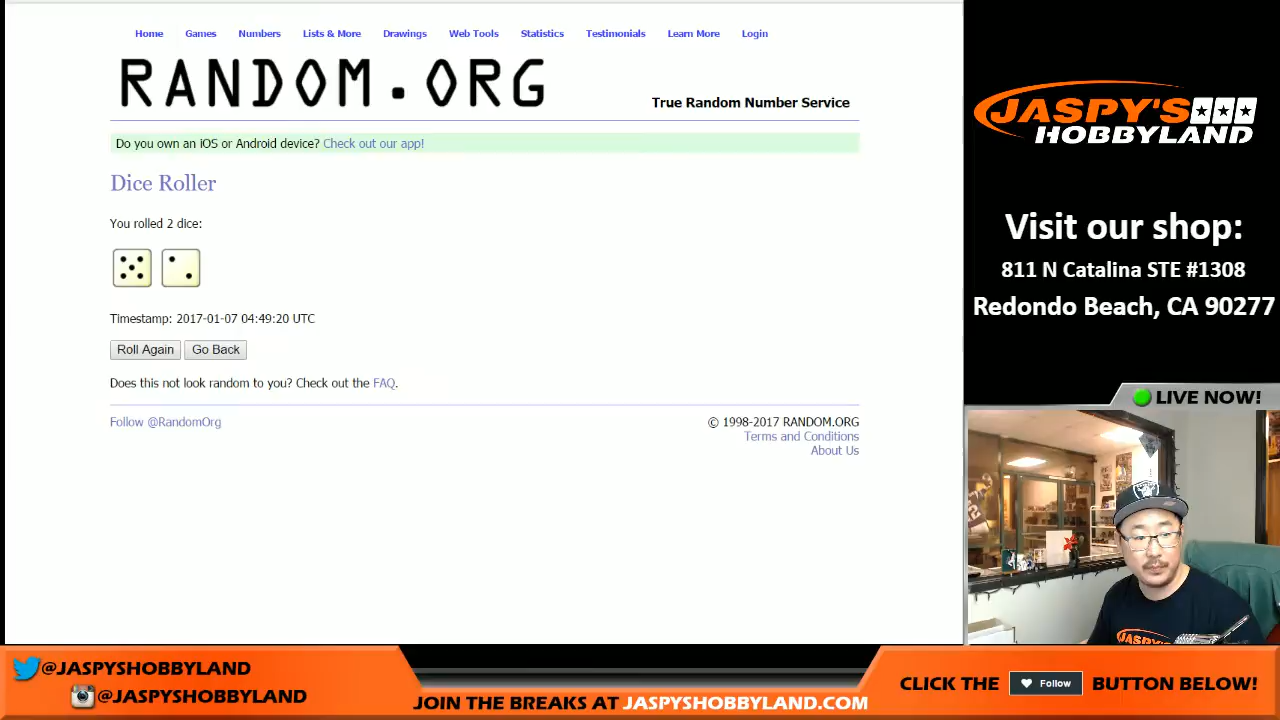 Home Games Numbers Lists & More Drawings Web Tools Statistics Testimonials Learn More Login
RANDOM.ORG
True Random Number Service
Do you own an iOS or Android device? Check out our app!
Dice Roller
You rolled 2 dice:
Timestamp: 2017-01-07 04:49:20 UTC
Roll Again Go Back
Does this not look random to you? Check out the FAQ.
Follow @RandomOrg
© 1998-2017 RANDOM.ORG
Terms and Conditions
About Us
JASPY'S
HOBBYLAND
Visit our shop:
811 N Catalina STE #1308
Redondo Beach, CA 90277
LIVE NOW!
JASPY'S
@JASPYSHOBBYLAND
@JASPYSHOBBYLAND
JOIN THE BREAKS AT JASPYSHOBBYLAND.COM
CLICK THE Follow BUTTON BELOW!